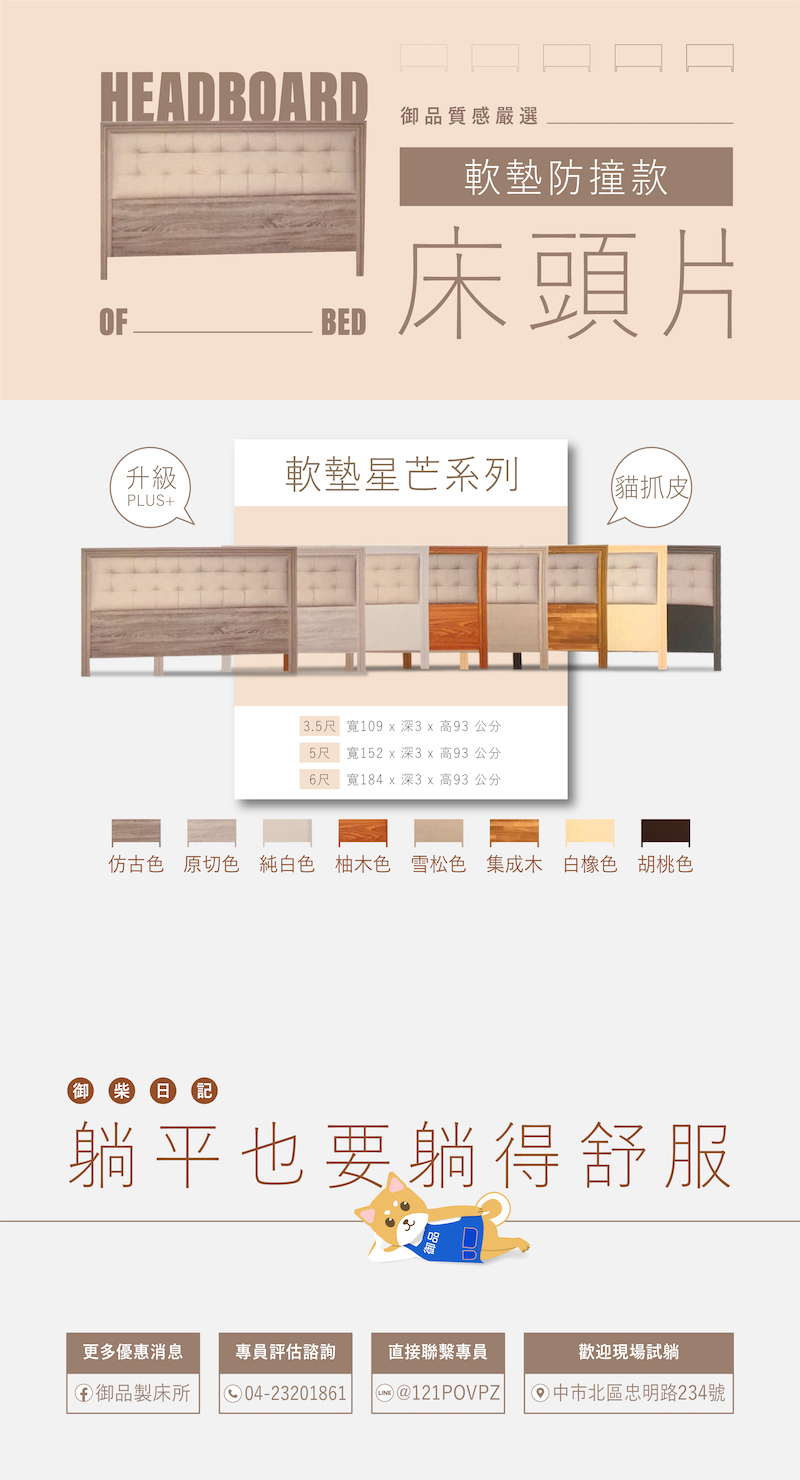 HEADBOARD
OF
BED
御品質感嚴選
軟墊防撞款
床頭片
升級
PLUS+
軟墊星芒系列
貓抓皮
3.5尺 寬109 x 深3 x 高93 公分
5尺 寬152 x 深3 x 高93 公分
6尺 寬184 x 深3 x 高93 公分
仿古色 原切色 純白色 柚木色 雪松色 集成木 白橡色 胡桃色
御柴日記
躺平也要躺得舒服
御品
更多優惠消息
御品製床所
專員評估諮詢
04-23201861
直接聯繫專員
LINE @121POVPZ
歡迎現場試躺
中市北區忠明路234號